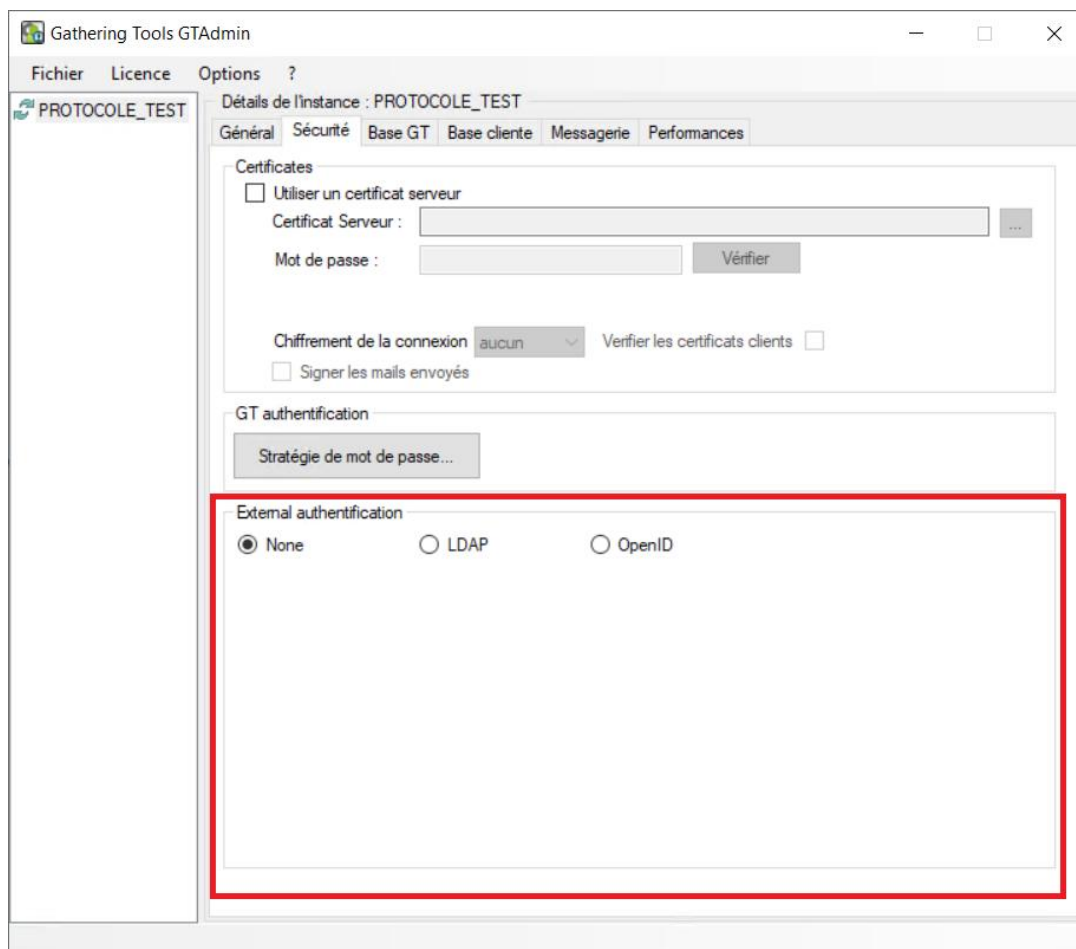 Gathering Tools GTAdmin
Fichier Licence Options ?
PROTOCOLE_TEST
Détails de l'instance : PROTOCOLE_TEST
Général Sécurité Base GT Base cliente Messagerie Performances
Certificates
Utiliser un certificat serveur
Certificat Serveur :
...
Mot de passe :
Vérifier
Chiffrement de la connexion aucun Verifier les certificats clients
Signer les mails envoyés
GT authentification
Stratégie de mot de passe...
External authentification
None LDAP OpenID